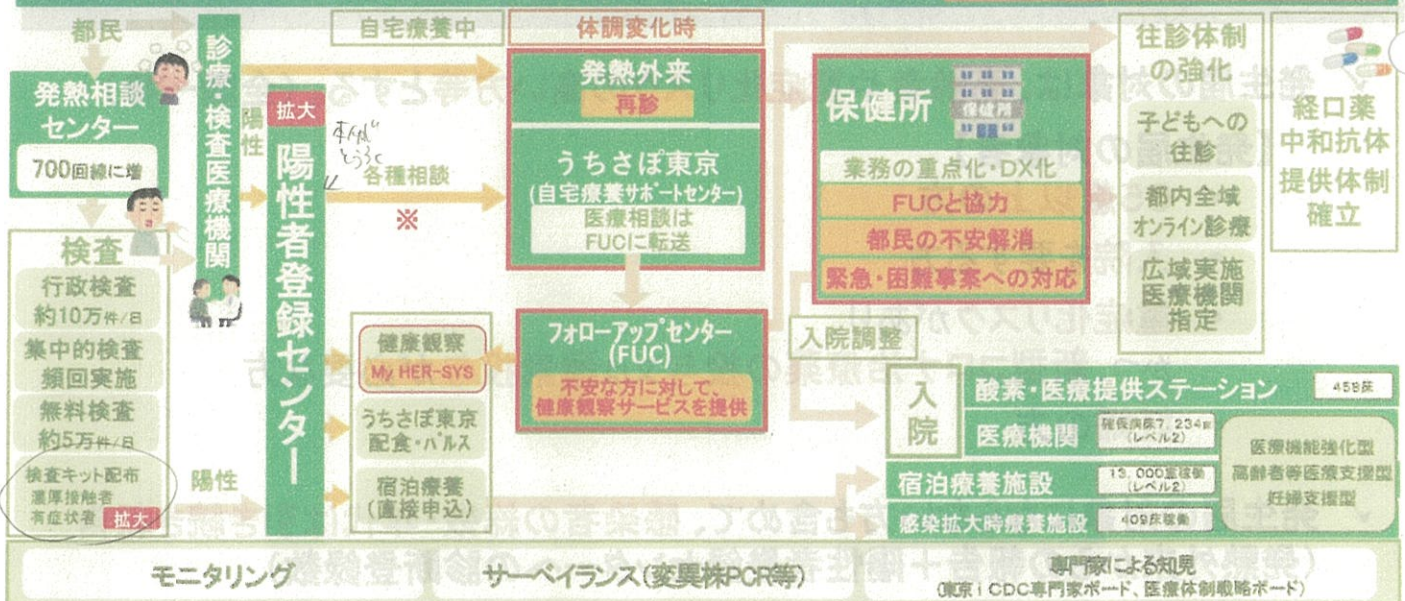 都民
発熱相談
センター
700回線に増
検査
行政検査
約10万件/日
集中的検査
頻回実施
無料検査
約5万件/日
検査キット配布
濃厚接触者
有症状者 拡大
診療・検査医療機関
陽性
陽性
拡大
陽性者登録センター
本人が
とうろく
自宅療養中
各種相談
※
健康観察
My HER-SYS
うちさぽ東京
配食・パルス
宿泊療養
(直接申込)
体調変化時
発熱外来
再診
うちさぽ東京
(自宅療養サポートセンター)
医療相談は
FUCに転送
フォローアップセンター
(FUC)
不安な方に対して、
健康観察サービスを提供
保健所
保健所
業務の重点化・DX化
FUCと協力
都民の不安解消
緊急・困難事案への対応
入院調整
往診体制
の強化
子どもへの
往診
都内全域
オンライン診療
広域実施
医療機関
指定
経口薬
中和抗体
提供体制
確立
入院
酸素・医療提供ステーション
医療機関
確保病床7,234床
(レベル2)
宿泊療養施設
13,000室稼働
(レベル2)
感染拡大時療養施設
409床稼働
医療機能強化型
高齢者等医療支援型
妊婦支援型
モニタリング
サーベイランス(変異株PCR等)
専門家による知見
(東京iCDC専門家ボード、医療体制戦略ボード)